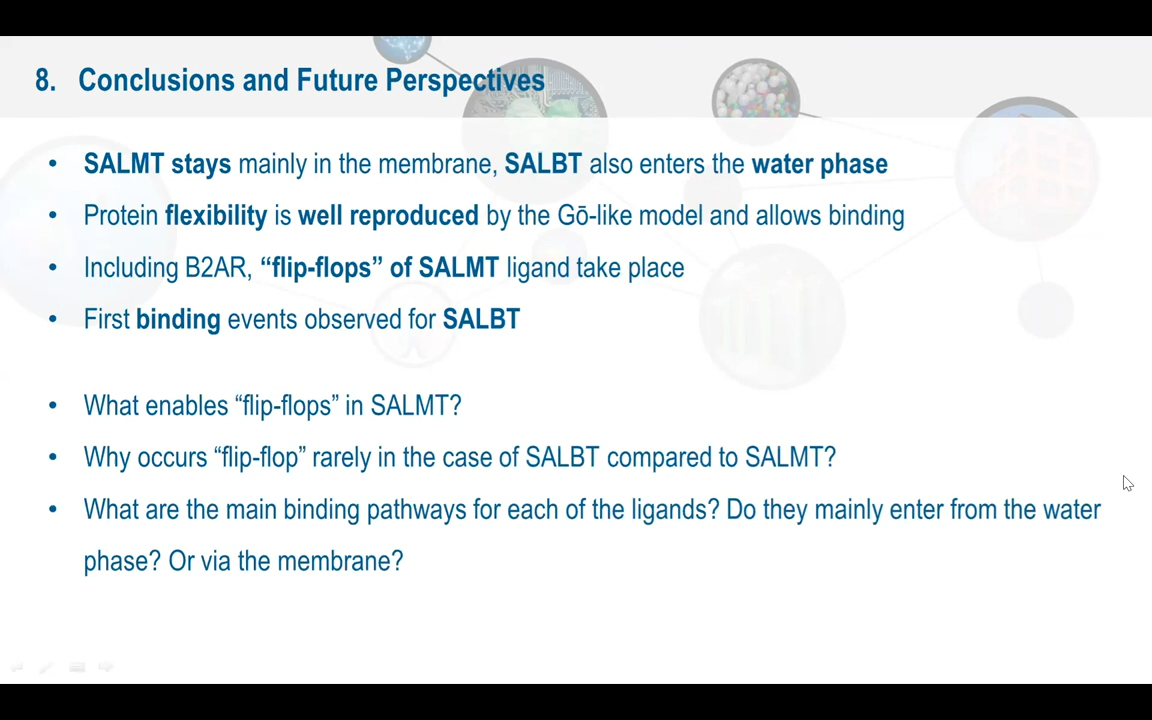 8. Conclusions and Future Perspectives
• SALMT stays mainly in the membrane, SALBT also enters the water phase
• Protein flexibility is well reproduced by the Gō-like model and allows binding
• Including B2AR, “flip-flops” of SALMT ligand take place
• First binding events observed for SALBT
• What enables “flip-flops” in SALMT?
• Why occurs “flip-flop” rarely in the case of SALBT compared to SALMT?
• What are the main binding pathways for each of the ligands? Do they mainly enter from the water
phase? Or via the membrane?